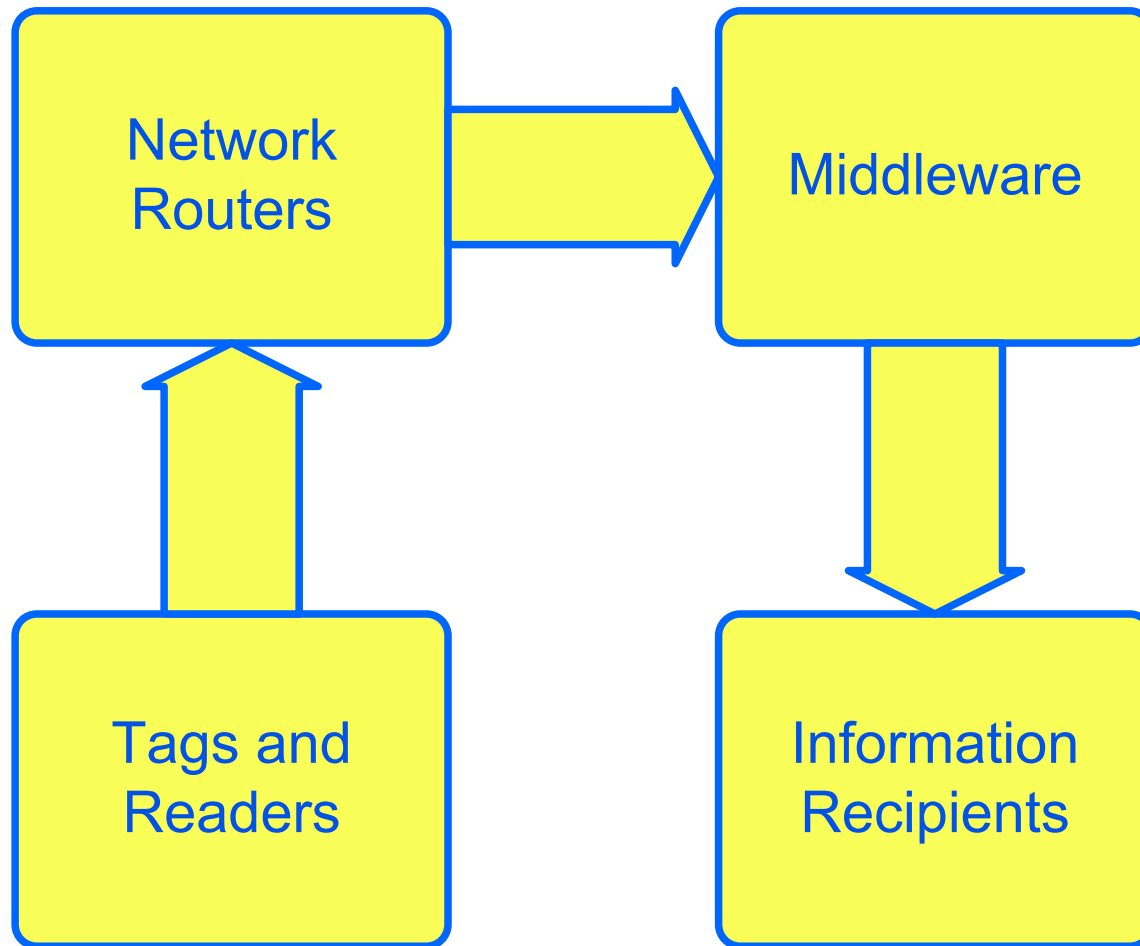 Network
Routers
Middleware
Tags and
Readers
Information
Recipients